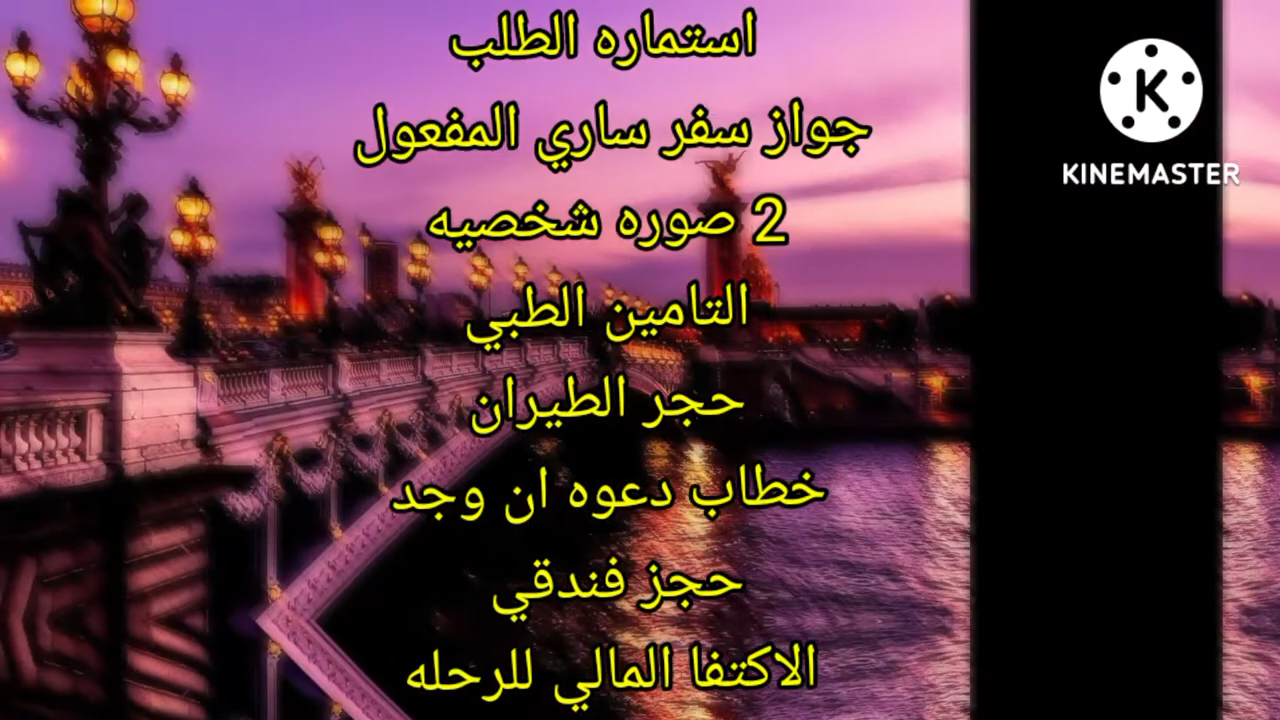 استماره الطلب
جواز سفر ساري المفعول
2 صوره شخصيه
التامين الطبي
حجر الطيران
خطاب دعوه ان وجد
حجز فندقي
الاكتفا المالي للرحله
K
KINEMASTER